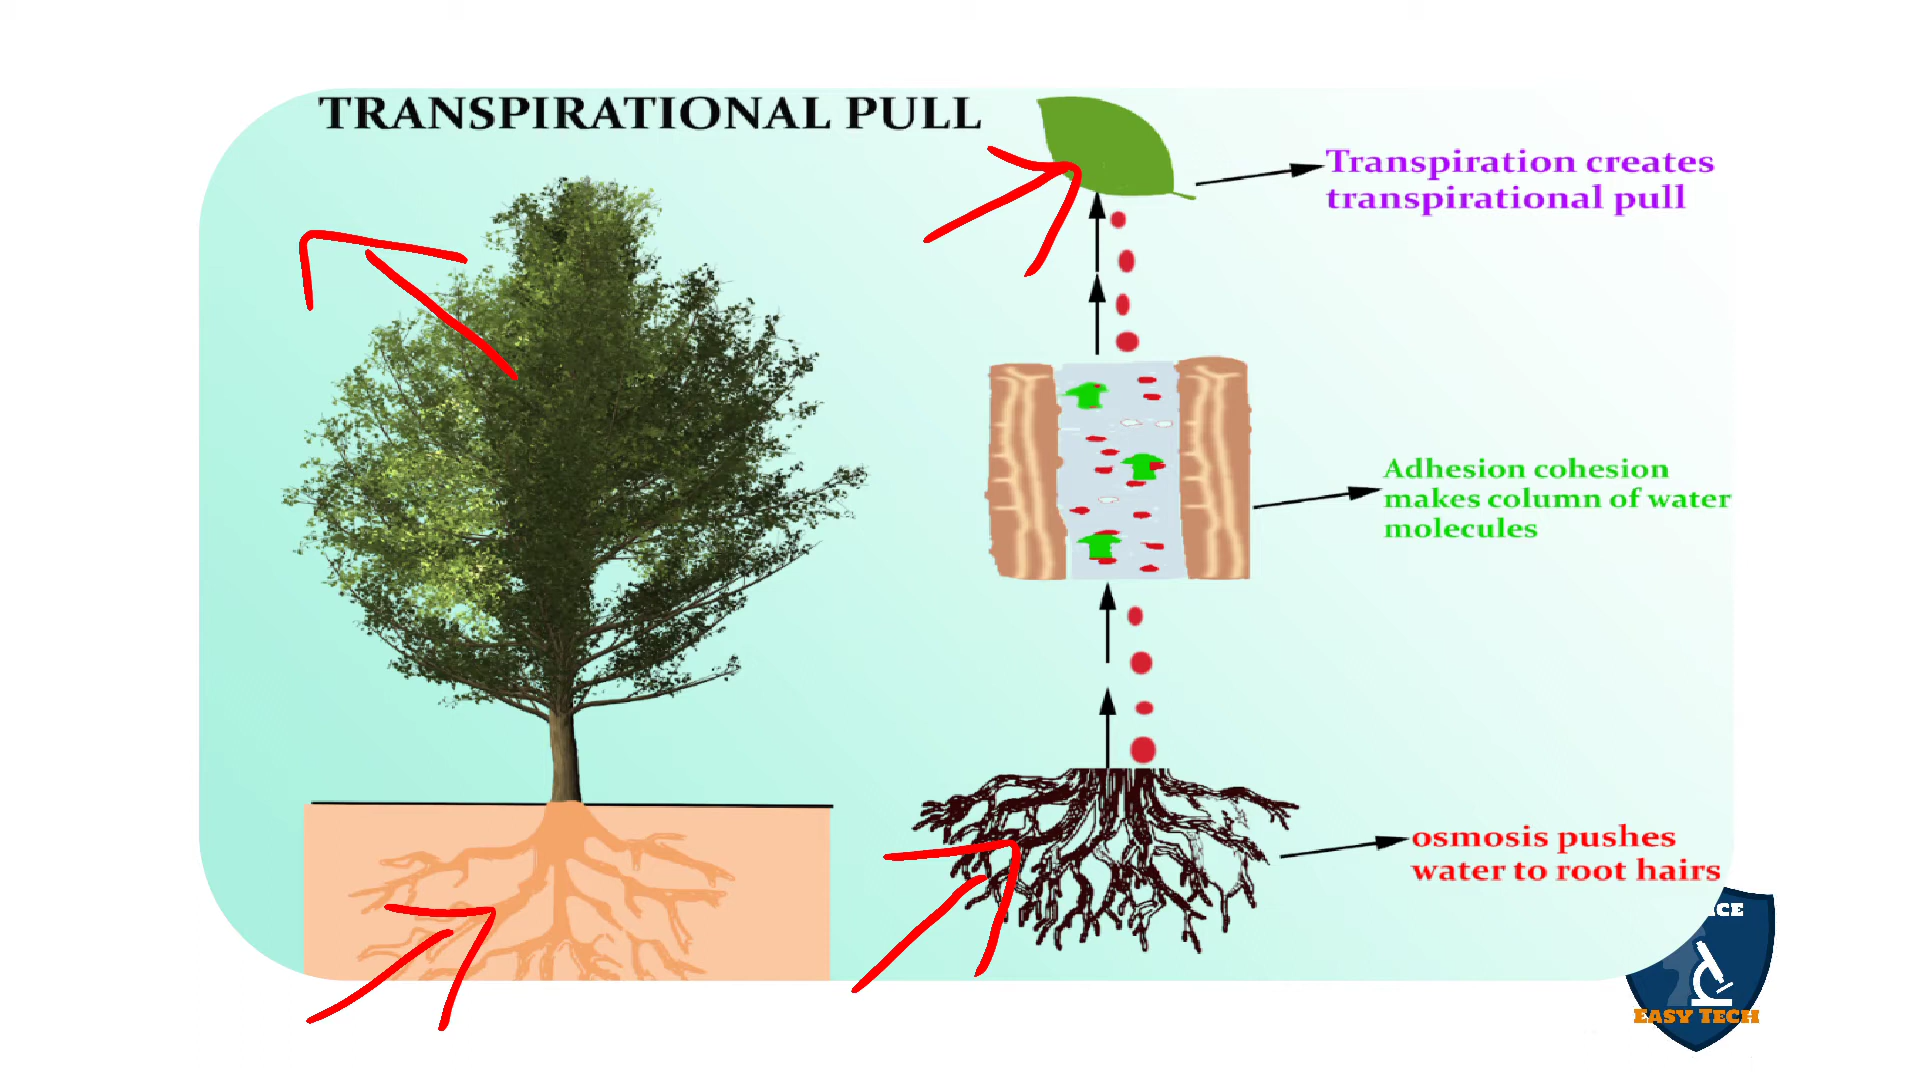 TRANSPIRATIONAL PULL
Transpiration creates
transpirational pull
Adhesion cohesion
makes column of water
molecules
osmosis pushes
water to root hairs
EASY TECH